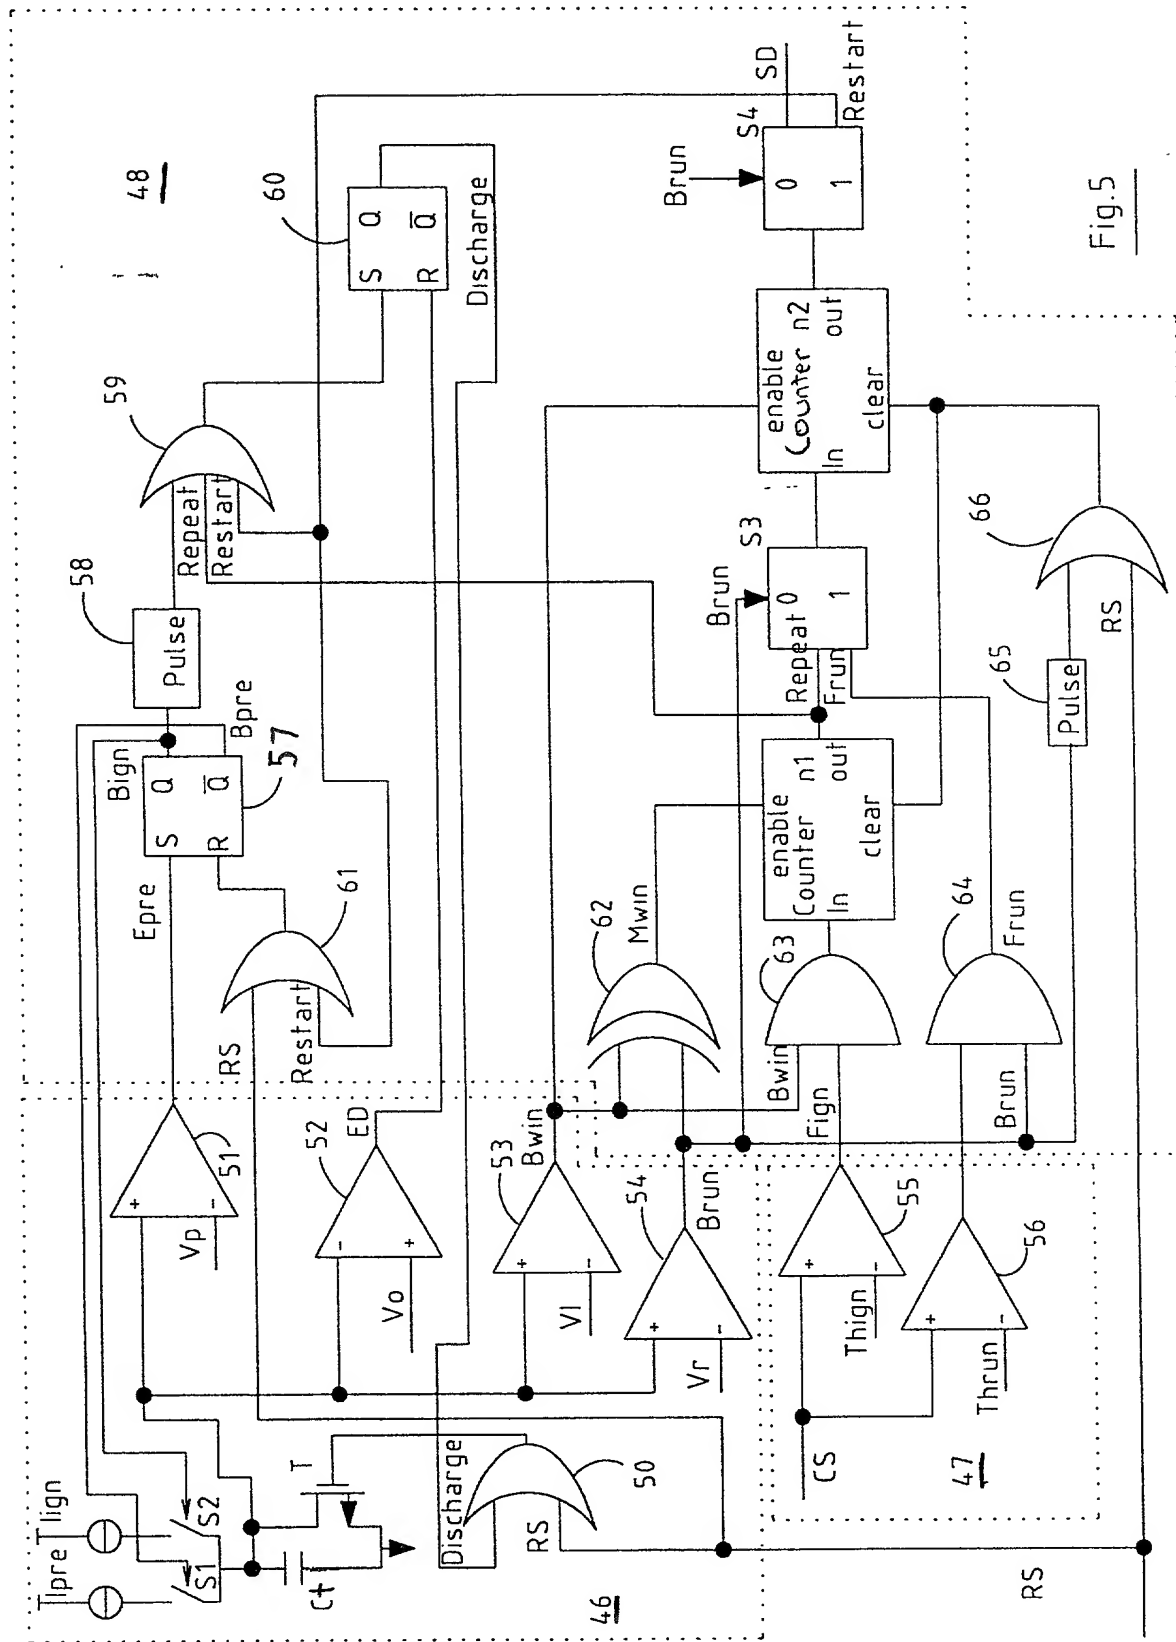 Ipre
Iign
S1
S2
Ct
T
46
Discharge
RS
50
RS
CS
47
Vp
51
+
-
Vo
52
-
+
ED
Vl
53
+
-
Bwin
Vr
54
+
-
Brun
Thign
55
+
-
Fign
Thrun
56
+
-
Epre
Bign
S
Q
R
Q̅
Bpre
57
RS
Restart
61
Pulse
58
Repeat
Restart
59
48
60
S
Q
R
Q̅
Discharge
62
Mwin
Bwin
63
Brun
64
Frun
enable
Counter n1
In
out
clear
Repeat
Frun
Brun
0
1
S3
enable
Counter n2
In
out
clear
Brun
0
1
S4
SD
Restart
Pulse
65
RS
66
Fig.5